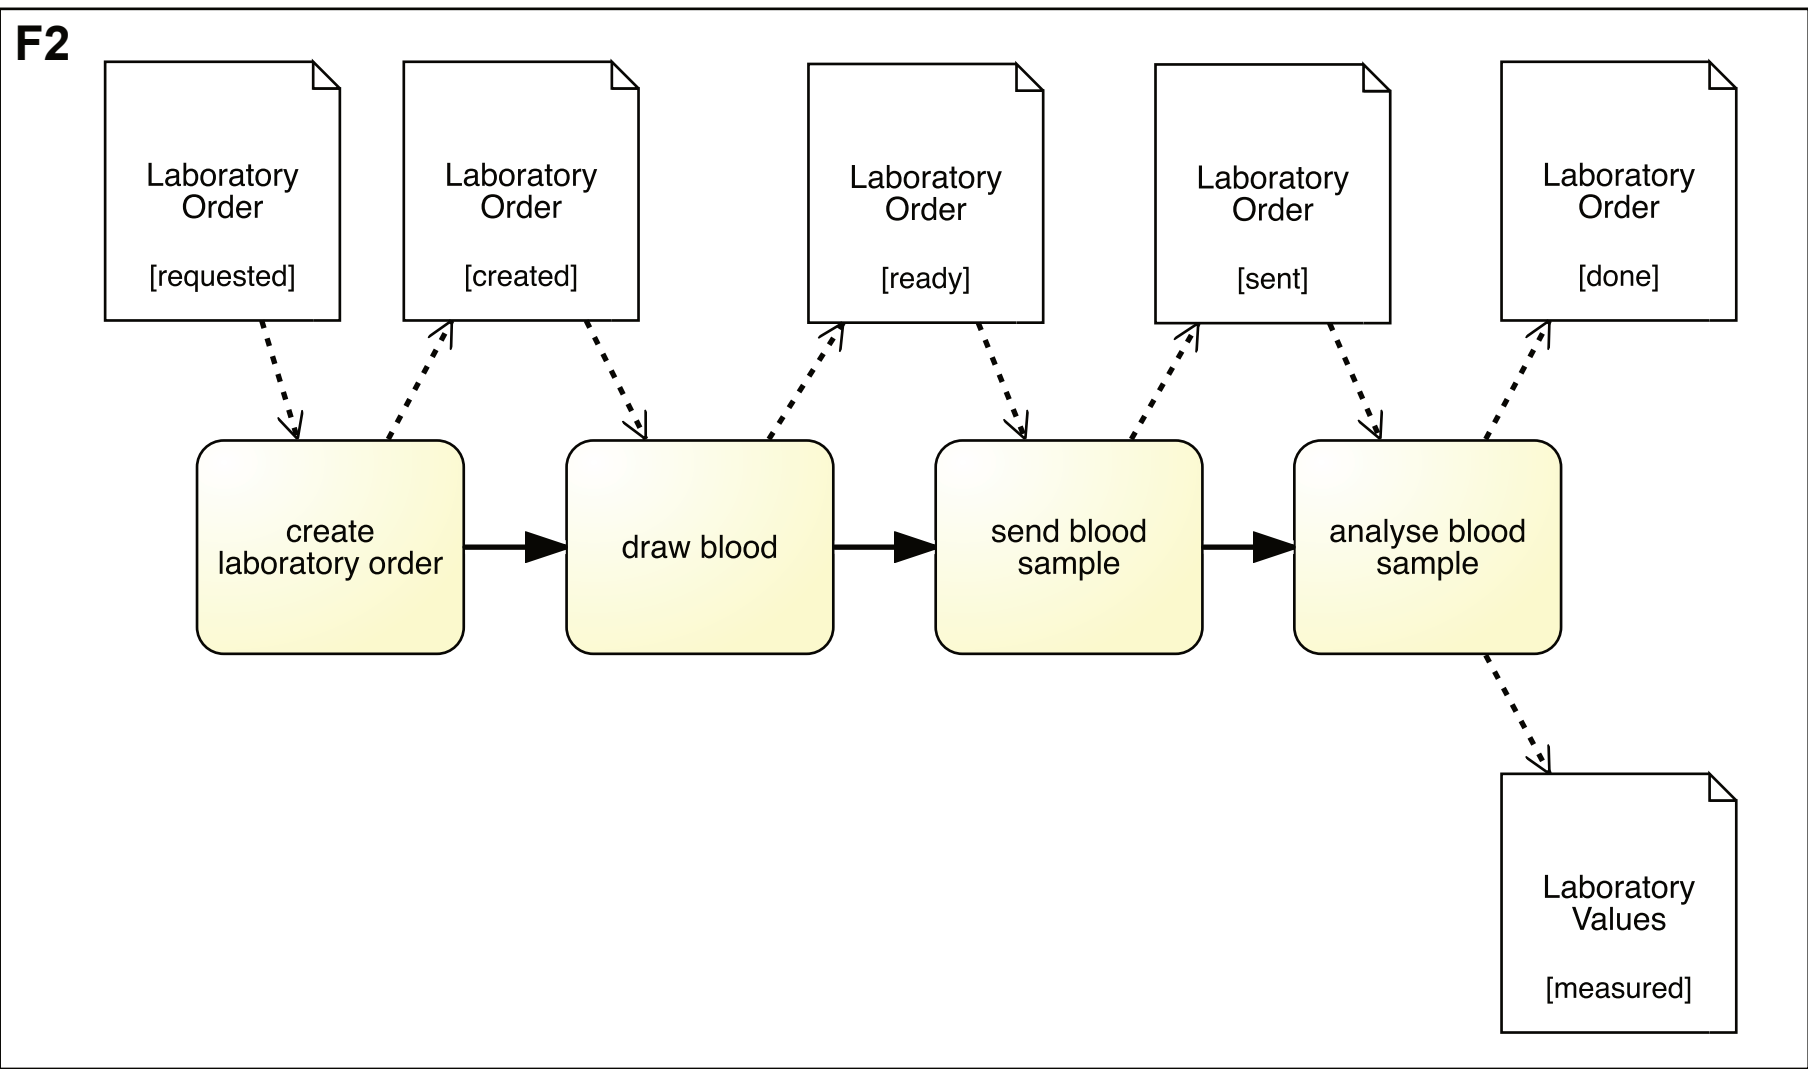 F2
Laboratory
Order
[requested]
Laboratory
Order
[created]
Laboratory
Order
[ready]
Laboratory
Order
[sent]
Laboratory
Order
[done]
create
laboratory order
draw blood
send blood
sample
analyse blood
sample
Laboratory
Values
[measured]